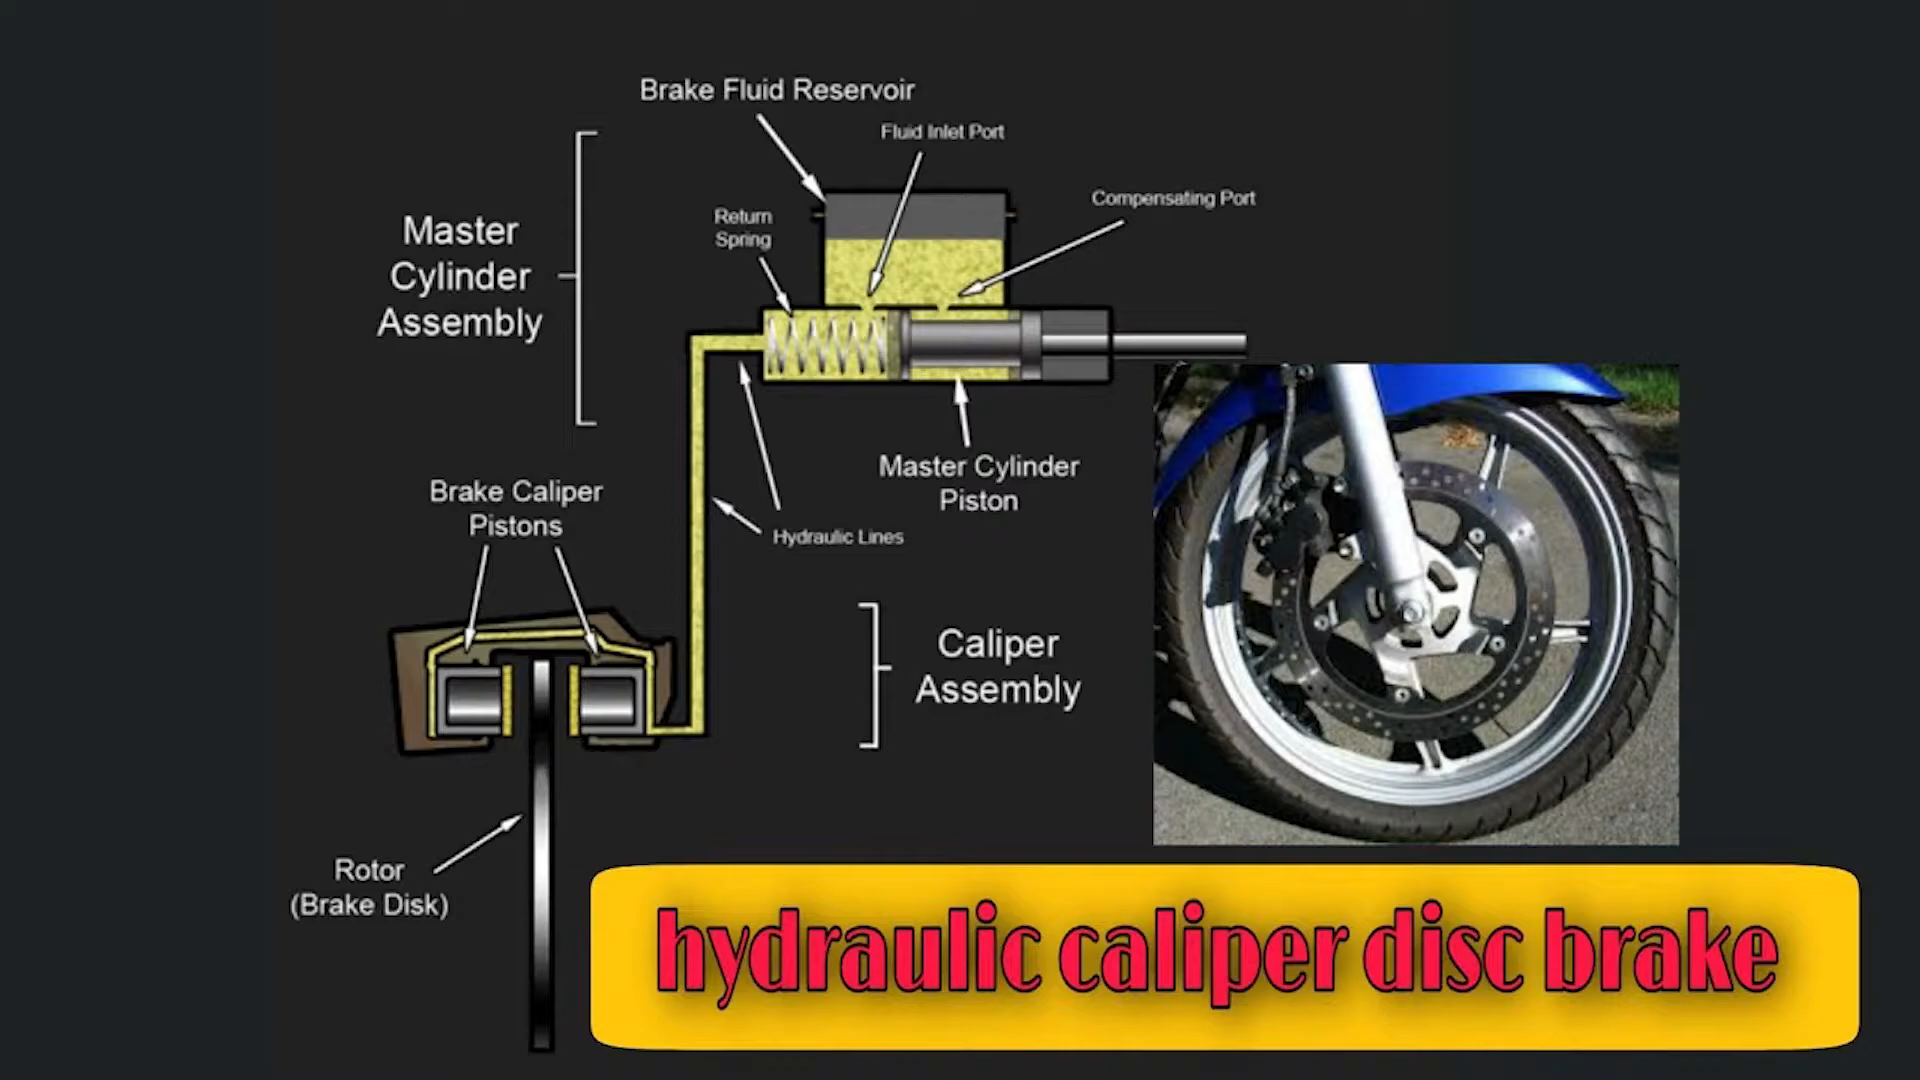 Brake Fluid Reservoir
Fluid Inlet Port
Compensating Port
Return
Spring
Master
Cylinder
Assembly
Master Cylinder
Piston
Brake Caliper
Pistons
Hydraulic Lines
Caliper
Assembly
Rotor
(Brake Disk)
hydraulic caliper disc brake